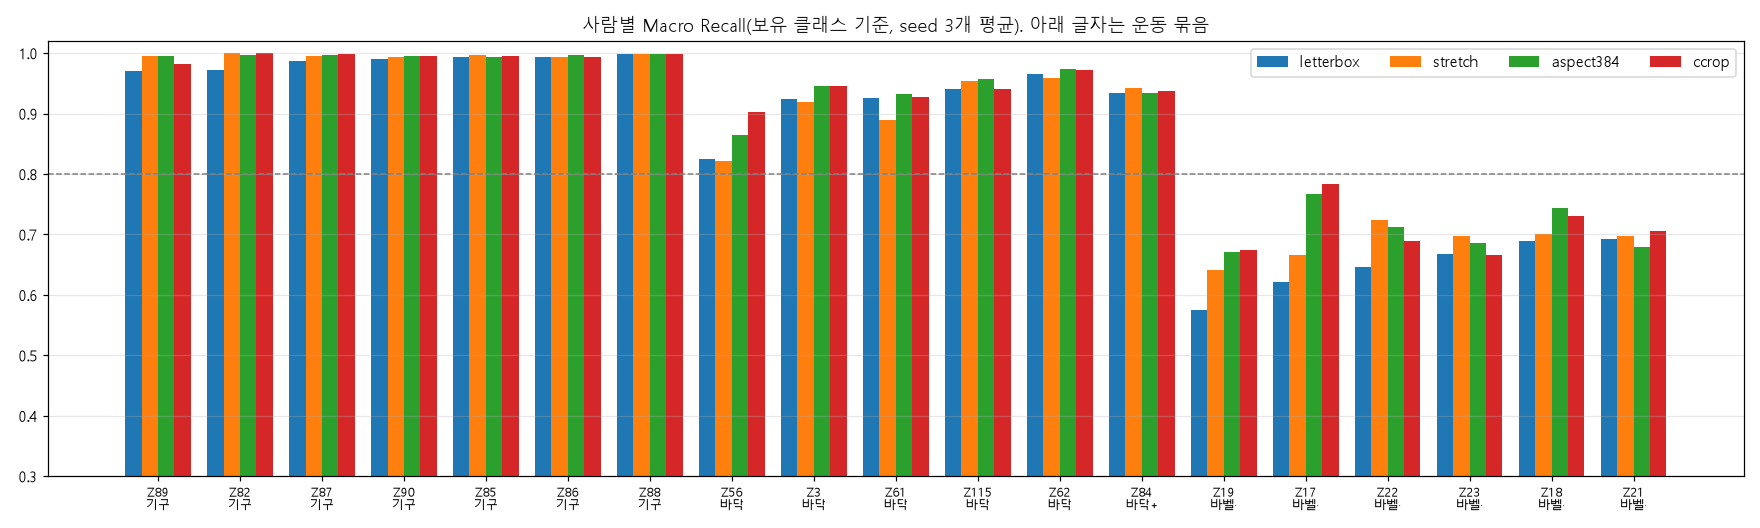 사람별 Macro Recall(보유 클래스 기준, seed 3개 평균). 아래 글자는 운동 묶음
letterbox stretch aspect384 ccrop
1.0
0.9
0.8
0.7
0.6
0.5
0.4
0.3
Z89 Z82 Z87 Z90 Z85 Z86 Z88 Z56 Z3 Z61 Z115 Z62 Z84 Z19 Z17 Z22 Z23 Z18 Z21
기구 기구 기구 기구 기구 기구 기구 바닥 바닥 바닥 바닥 바닥 바닥+ 바벨· 바벨· 바벨· 바벨· 바벨· 바벨·